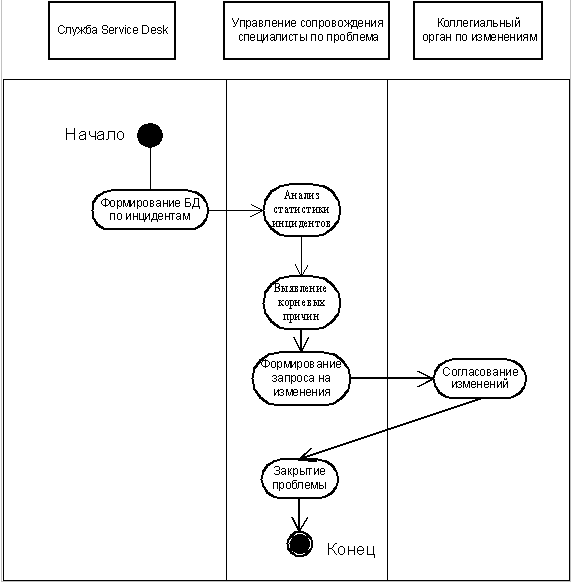 Служба Service Desk
Управление сопровождения
специалисты по проблема
Коллегиальный
орган по изменениям
Начало
Формирование БД
по инцидентам
Анализ
статистики
инцидентов
Выявление
корневых
причин
Формирование
запроса на
изменения
Согласование
изменений
Закрытие
проблемы
Конец